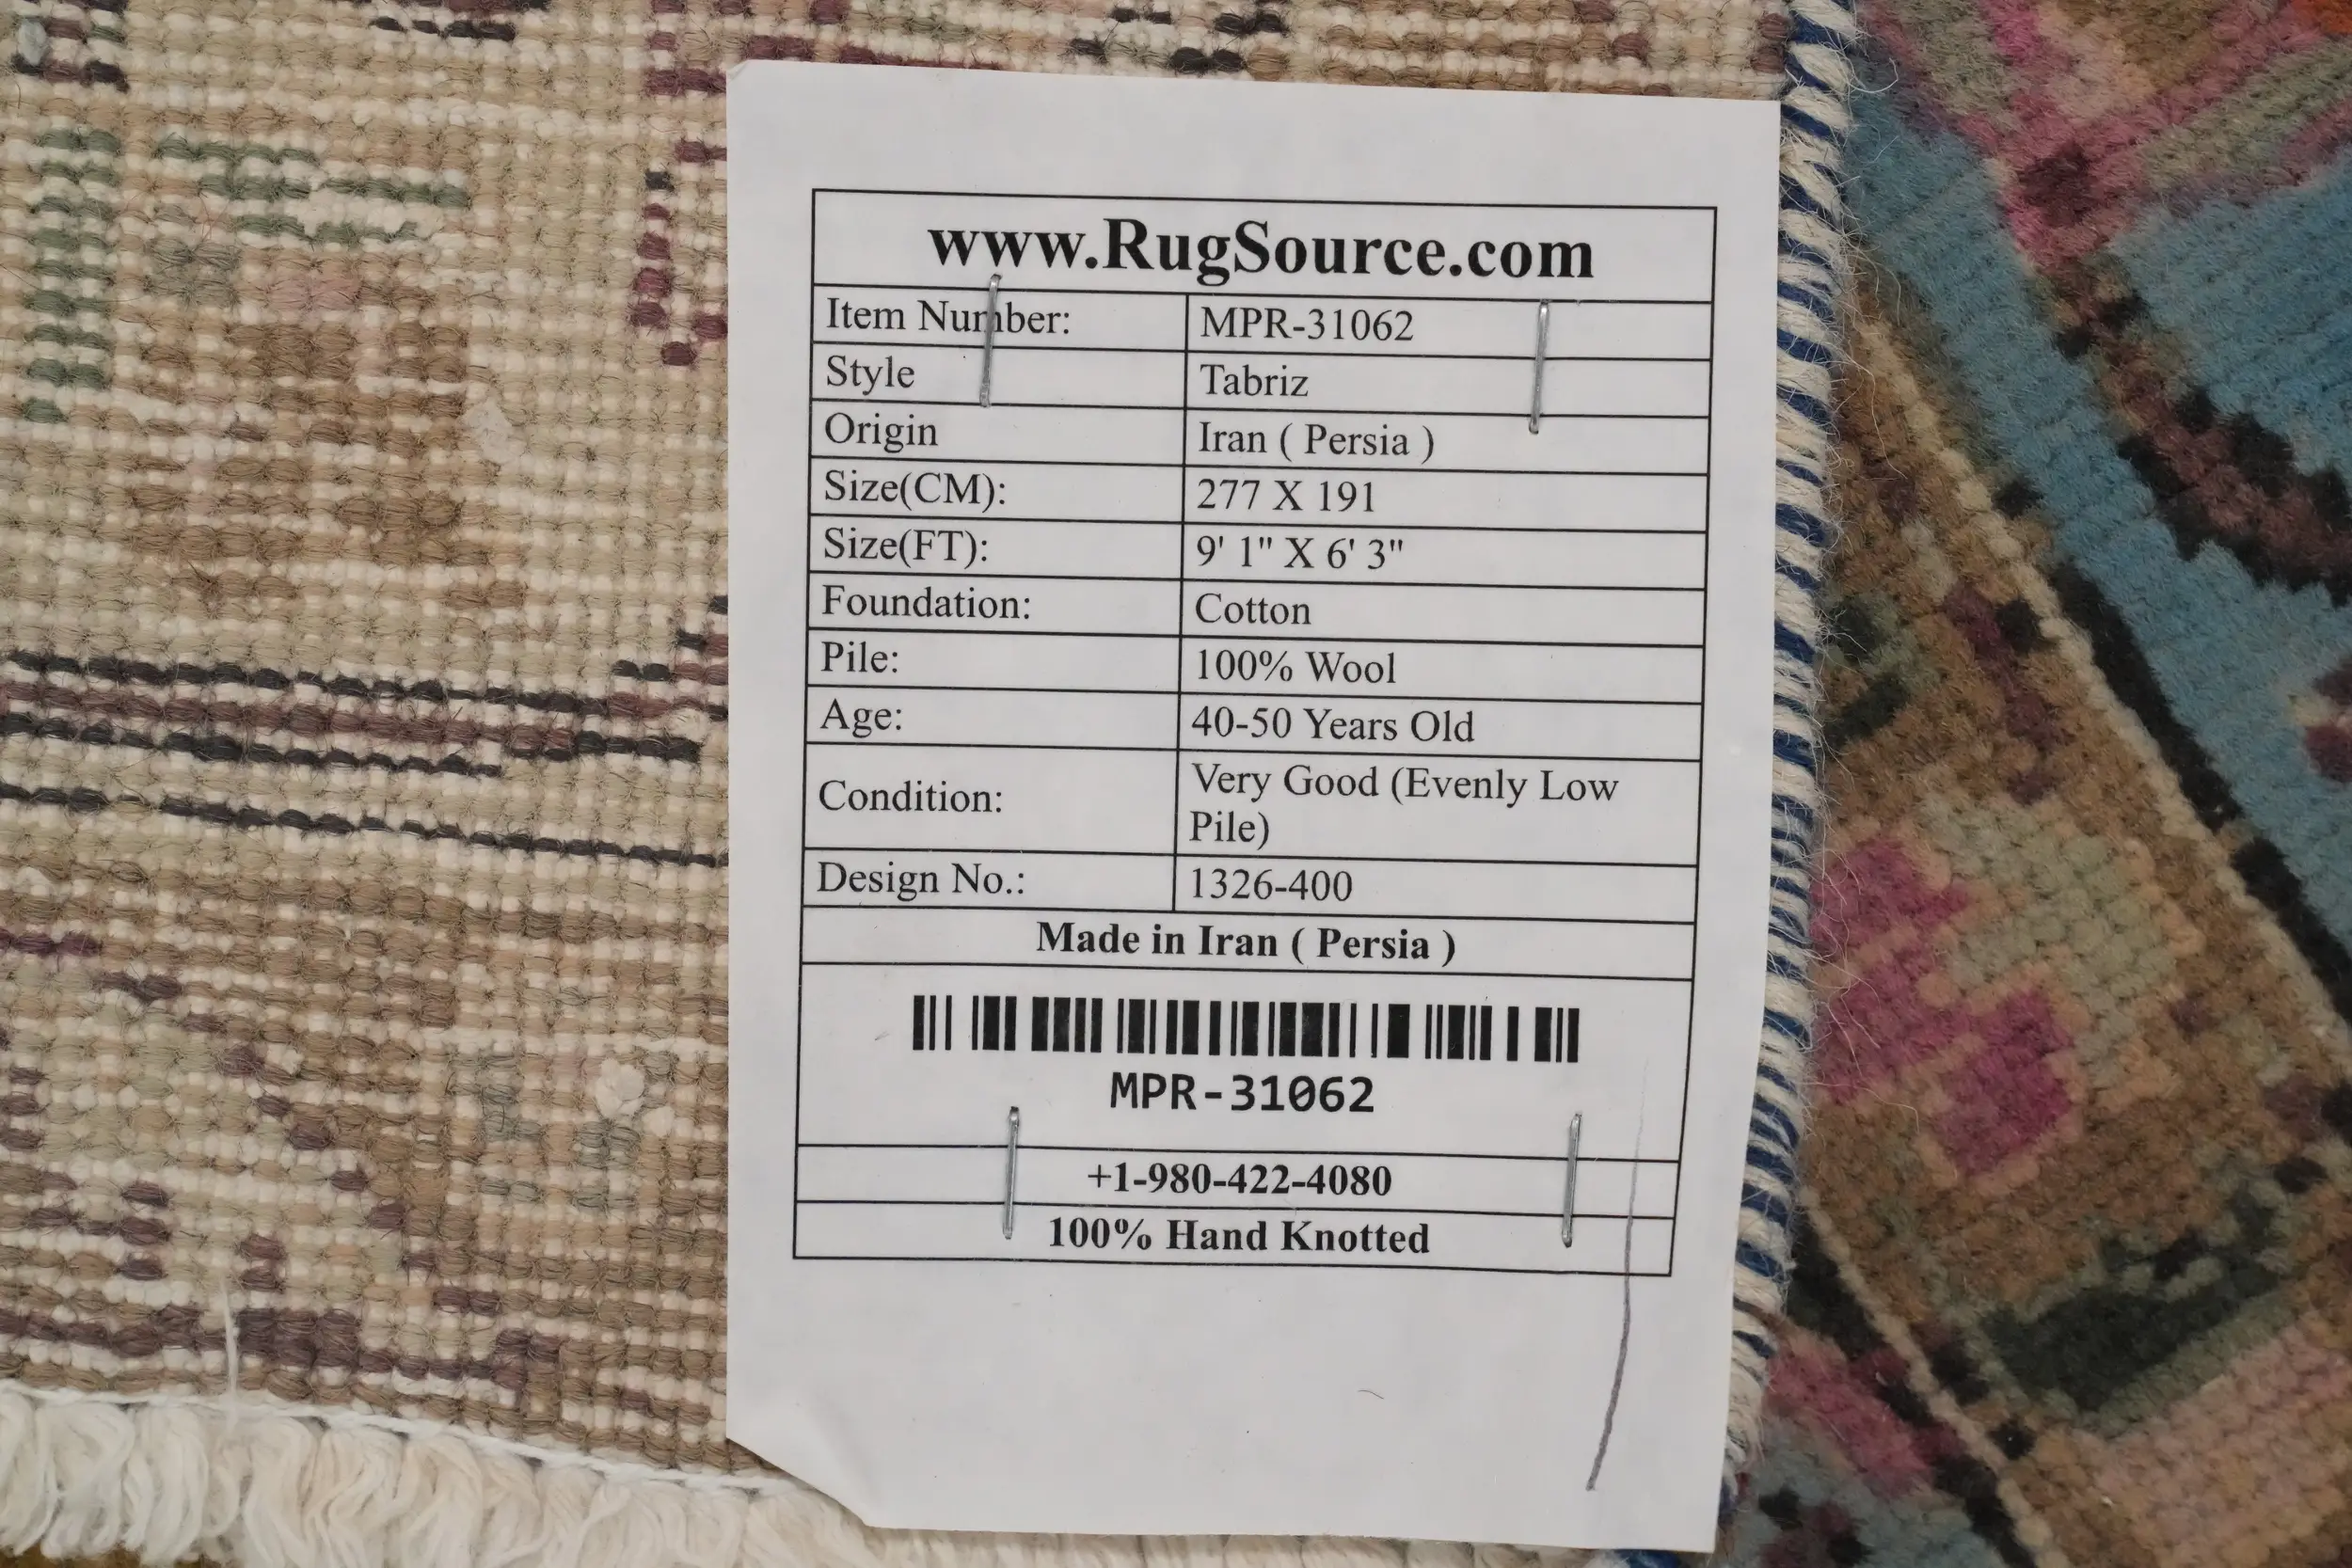 www.RugSource.com
Item Number: MPR-31062
Style Tabriz
Origin Iran ( Persia )
Size(CM): 277 X 191
Size(FT): 9' 1" X 6' 3"
Foundation: Cotton
Pile: 100% Wool
Age: 40-50 Years Old
Condition: Very Good (Evenly Low
Pile)
Design No.: 1326-400
Made in Iran ( Persia )
MPR-31062
+1-980-422-4080
100% Hand Knotted